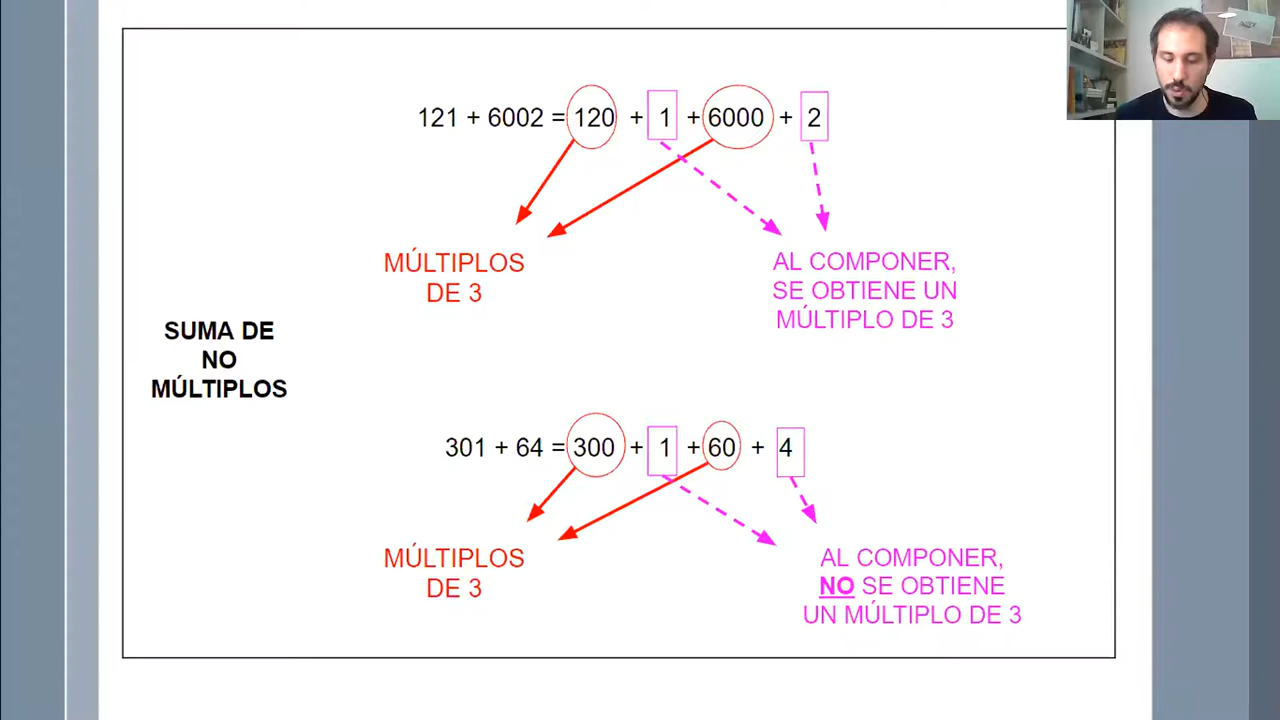 121 + 6002 = 120 + 1 + 6000 + 2
MÚLTIPLOS
DE 3
AL COMPONER,
SE OBTIENE UN
MÚLTIPLO DE 3
SUMA DE
NO
MÚLTIPLOS
301 + 64 = 300 + 1 + 60 + 4
MÚLTIPLOS
DE 3
AL COMPONER,
NO SE OBTIENE
UN MÚLTIPLO DE 3